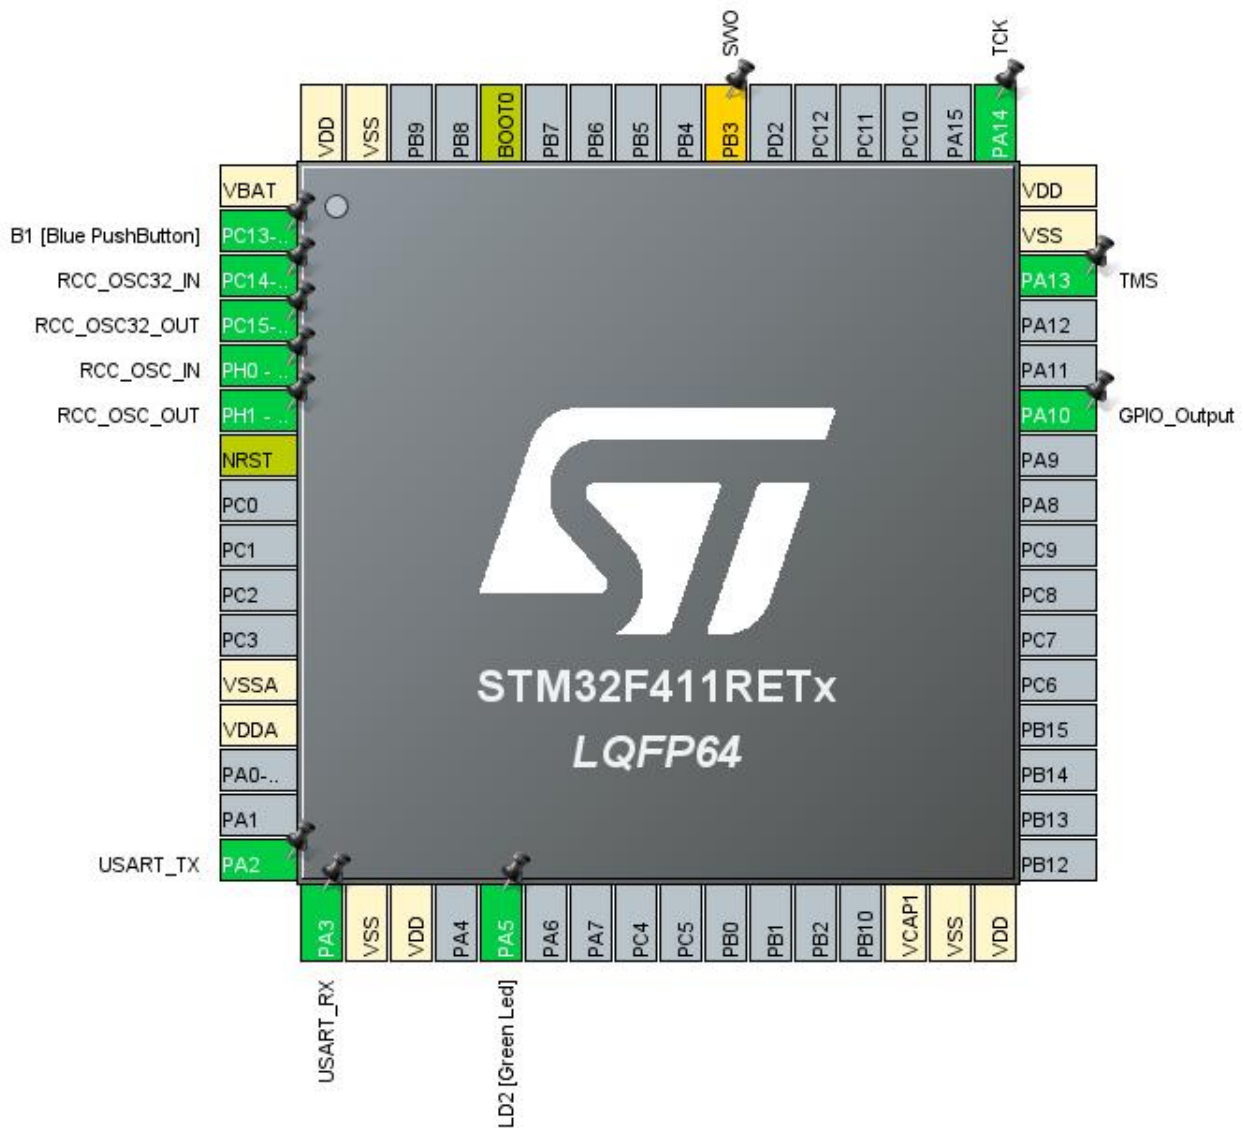 SWO
TCK
VDD
VSS
PB9
PB8
BOOT0
PB7
PB6
PB5
PB4
PB3
PD2
PC12
PC11
PC10
PA15
PA14
VBAT
B1 [Blue PushButton] PC13-..
RCC_OSC32_IN PC14-..
RCC_OSC32_OUT PC15-..
RCC_OSC_IN PH0 - ..
RCC_OSC_OUT PH1 - ..
NRST
PC0
PC1
PC2
PC3
VSSA
VDDA
PA0-..
PA1
USART_TX PA2
VDD
VSS
PA13 TMS
PA12
PA11
PA10 GPIO_Output
PA9
PA8
PC9
PC8
PC7
PC6
PB15
PB14
PB13
PB12
ST
STM32F411RETx
LQFP64
PA3
VSS
VDD
PA4
PA5
PA6
PA7
PC4
PC5
PB0
PB1
PB2
PB10
VCAP1
VSS
VDD
USART_RX
LD2 [Green Led]